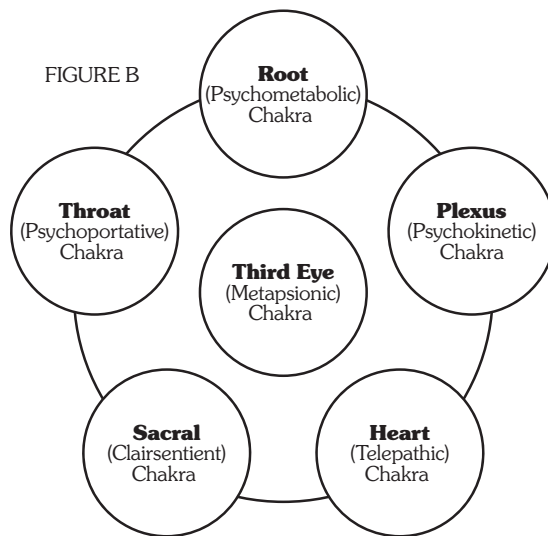 FIGURE B
Root
(Psychometabolic)
Chakra
Throat
(Psychoportative)
Chakra
Plexus
(Psychokinetic)
Chakra
Third Eye
(Metapsionic)
Chakra
Sacral
(Clairsentient)
Chakra
Heart
(Telepathic)
Chakra